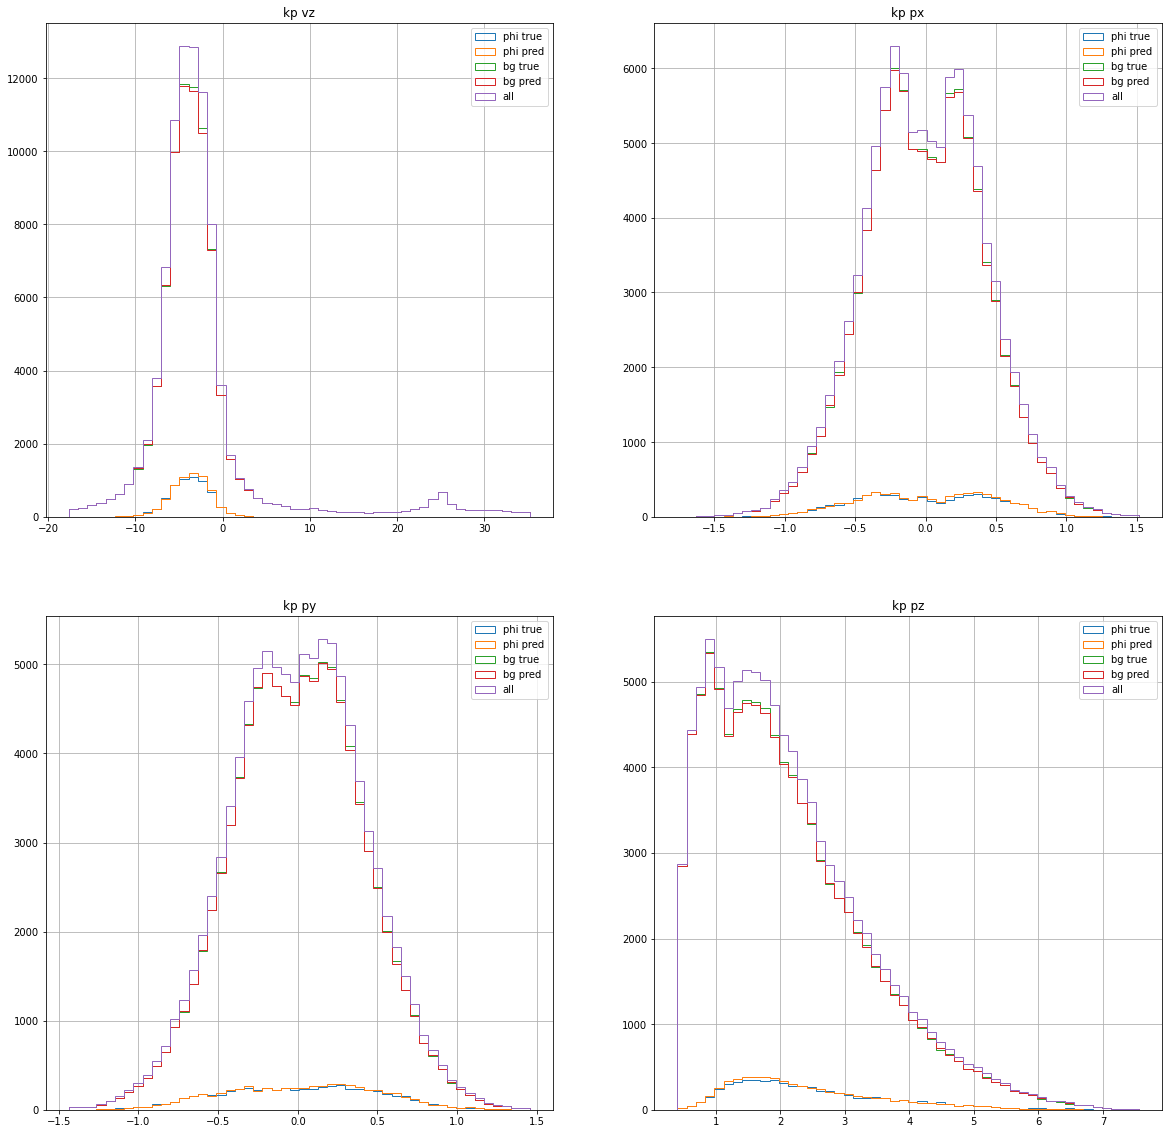 kp vz
12000
10000
8000
6000
4000
2000
0
−20
−10
0
10
20
30
phi true
phi pred
bg true
bg pred
all
kp px
6000
5000
4000
3000
2000
1000
0
−1.5
−1.0
−0.5
0.0
0.5
1.0
1.5
phi true
phi pred
bg true
bg pred
all
kp py
5000
4000
3000
2000
1000
0
−1.5
−1.0
−0.5
0.0
0.5
1.0
1.5
phi true
phi pred
bg true
bg pred
all
kp pz
5000
4000
3000
2000
1000
0
1
2
3
4
5
6
7
phi true
phi pred
bg true
bg pred
all